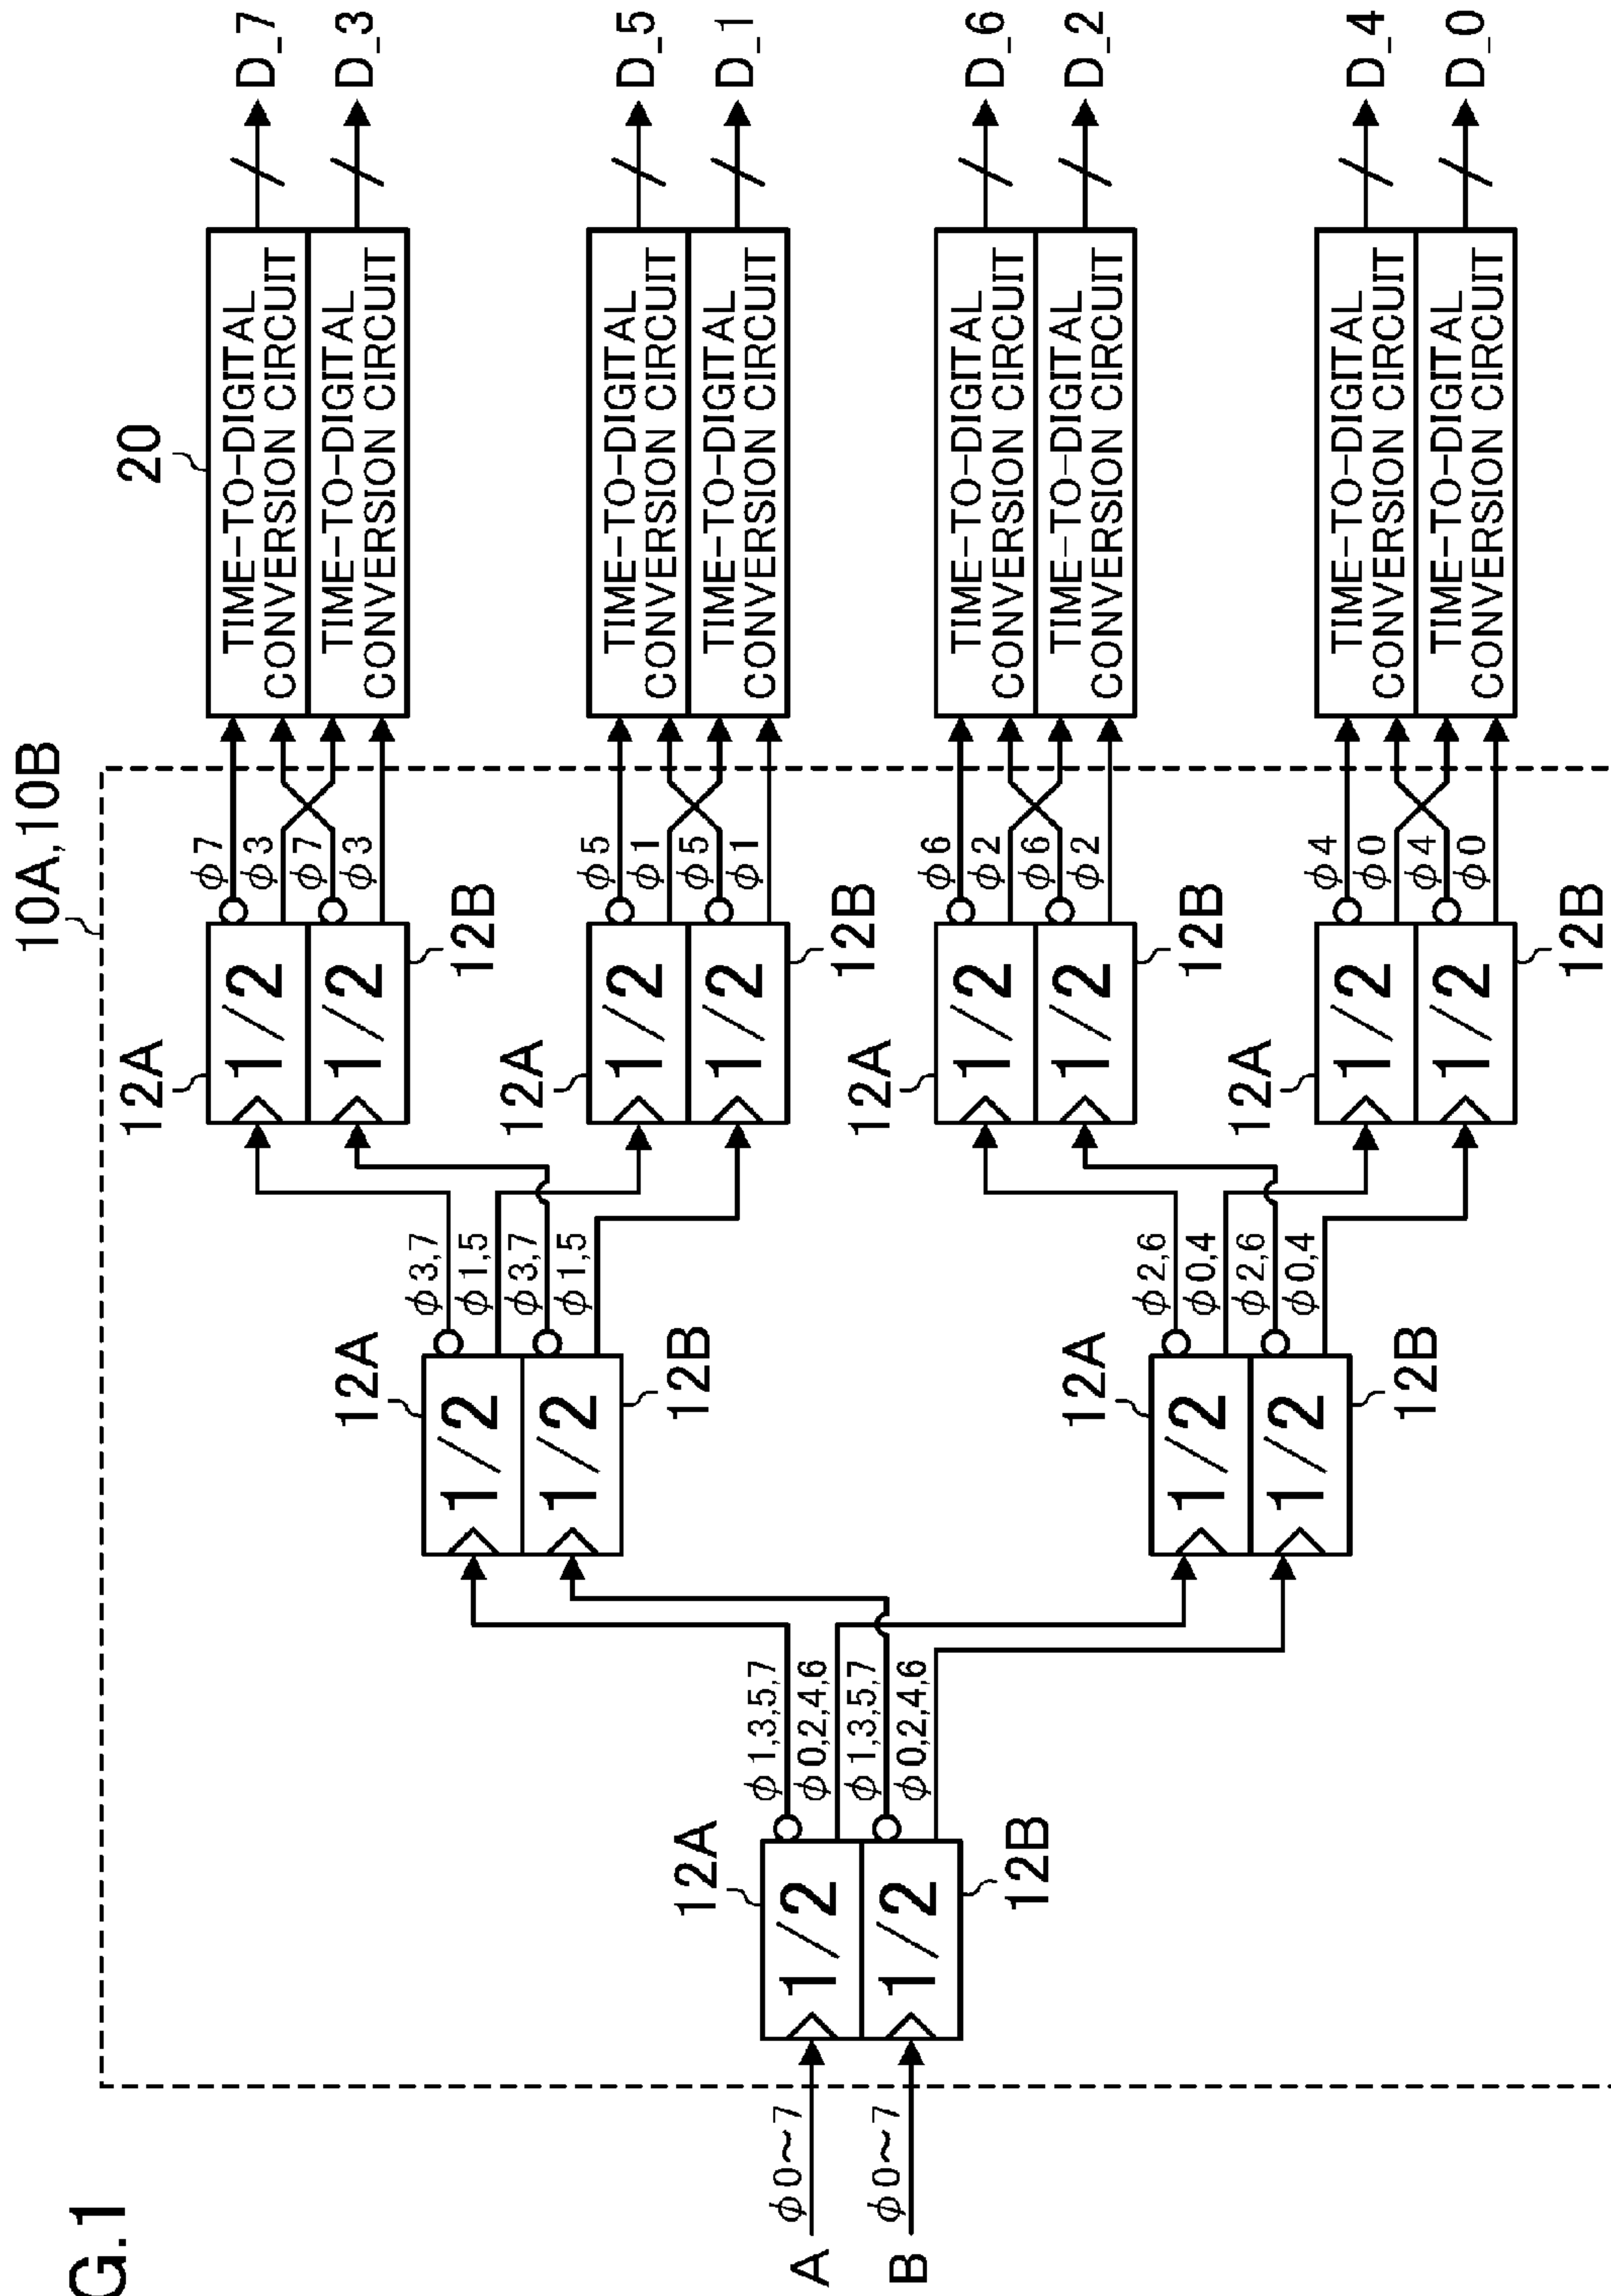 G.1
10A,10B
A
φ0~7
B
φ0~7
12A
1/2
1/2
12B
φ1,3,5,7
φ0,2,4,6
φ1,3,5,7
φ0,2,4,6
12A
1/2
1/2
12B
φ3,7
φ1,5
φ3,7
φ1,5
12A
1/2
1/2
12B
φ2,6
φ0,4
φ2,6
φ0,4
12A
1/2
1/2
12B
φ7
φ3
φ7
φ3
20
TIME-TO-DIGITAL
CONVERSION CIRCUIT
TIME-TO-DIGITAL
CONVERSION CIRCUIT
D_7
D_3
12A
1/2
1/2
12B
φ5
φ1
φ5
φ1
TIME-TO-DIGITAL
CONVERSION CIRCUIT
TIME-TO-DIGITAL
CONVERSION CIRCUIT
D_5
D_1
12A
1/2
1/2
12B
φ6
φ2
φ6
φ2
TIME-TO-DIGITAL
CONVERSION CIRCUIT
TIME-TO-DIGITAL
CONVERSION CIRCUIT
D_6
D_2
12A
1/2
1/2
12B
φ4
φ0
φ4
φ0
TIME-TO-DIGITAL
CONVERSION CIRCUIT
TIME-TO-DIGITAL
CONVERSION CIRCUIT
D_4
D_0